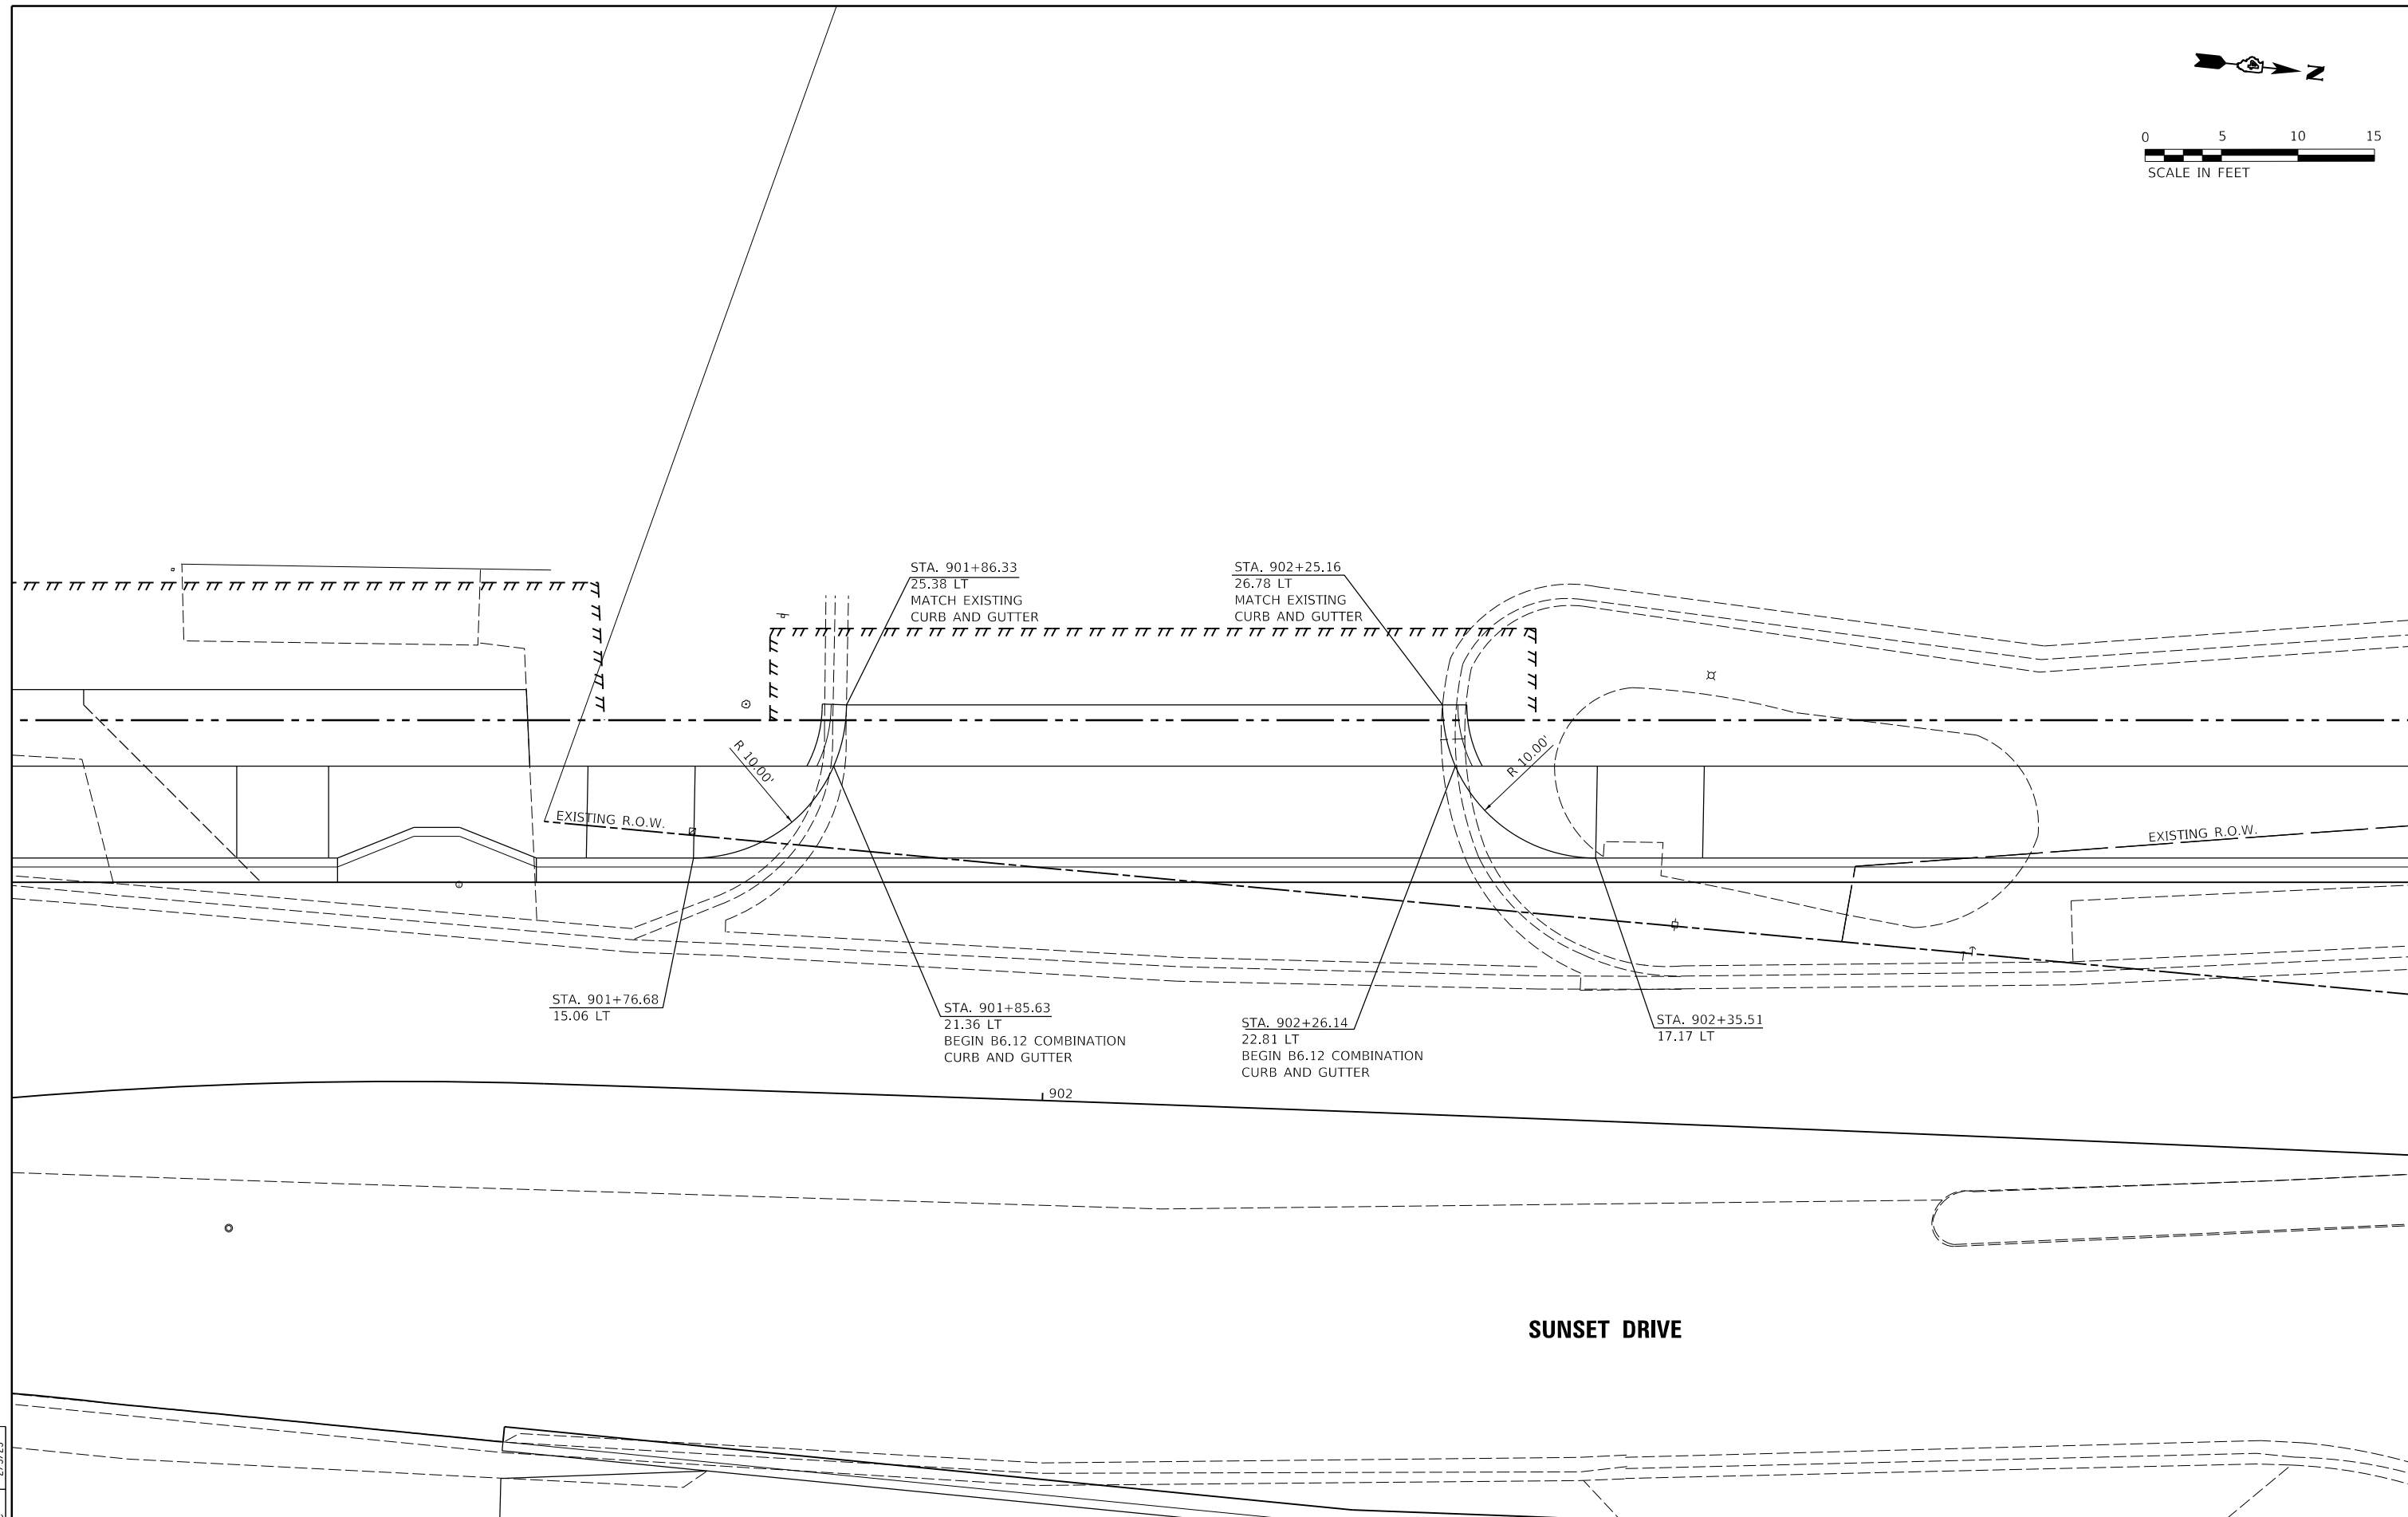 N
0 5 10 15
SCALE IN FEET
STA. 901+86.33
25.38 LT
MATCH EXISTING
CURB AND GUTTER
STA. 902+25.16
26.78 LT
MATCH EXISTING
CURB AND GUTTER
R 10.00'
R 10.00'
EXISTING R.O.W.
EXISTING R.O.W.
STA. 901+76.68
15.06 LT
STA. 901+85.63
21.36 LT
BEGIN B6.12 COMBINATION
CURB AND GUTTER
STA. 902+26.14
22.81 LT
BEGIN B6.12 COMBINATION
CURB AND GUTTER
STA. 902+35.51
17.17 LT
902
SUNSET DRIVE